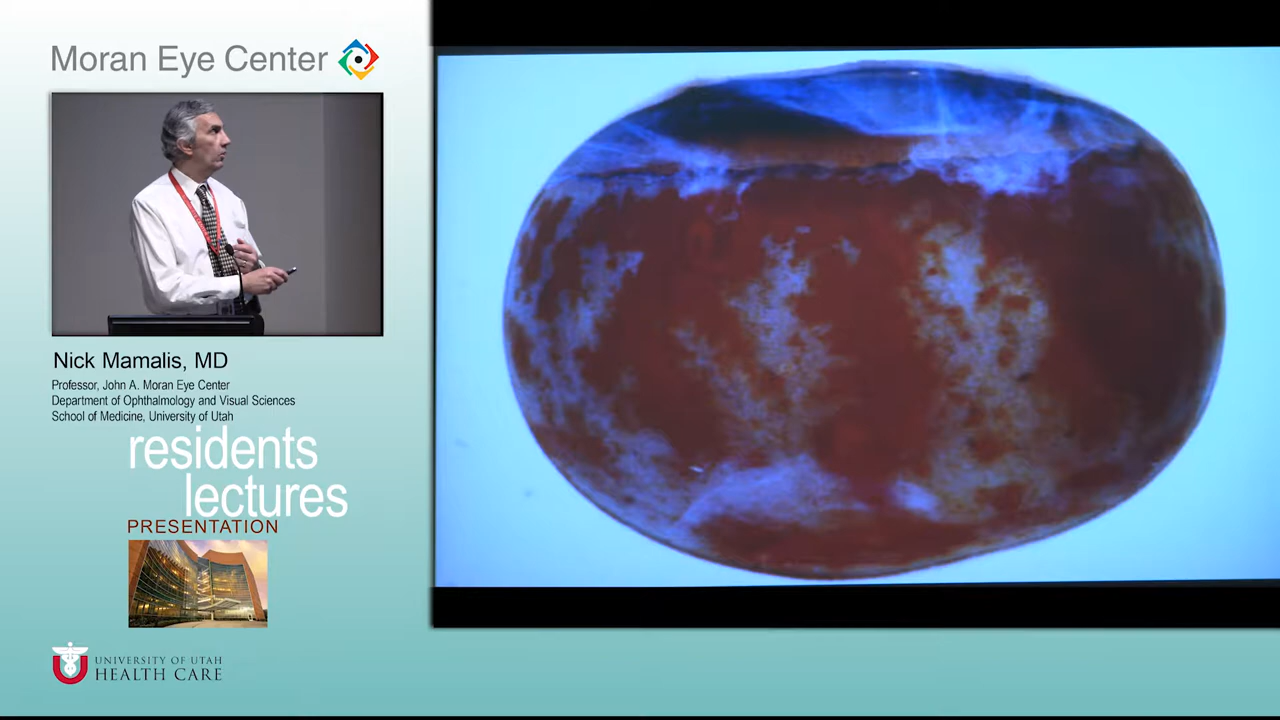 Moran Eye Center
Nick Mamalis, MD
Professor, John A. Moran Eye Center
Department of Ophthalmology and Visual Sciences
School of Medicine, University of Utah
residents
lectures
PRESENTATION
U
UNIVERSITY OF UTAH
HEALTH CARE